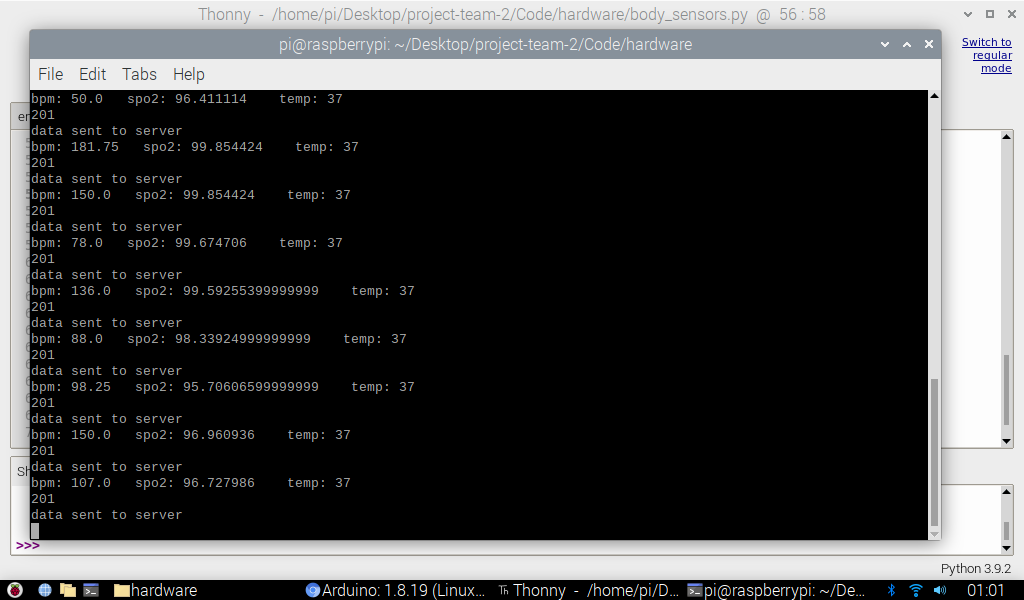 Thonny - /home/pi/Desktop/project-team-2/Code/hardware/body_sensors.py @ 56 : 58
Switch to
regular
mode
pi@raspberrypi: ~/Desktop/project-team-2/Code/hardware
File Edit Tabs Help
bpm: 50.0 spo2: 96.411114 temp: 37
201
data sent to server
bpm: 181.75 spo2: 99.854424 temp: 37
201
data sent to server
bpm: 150.0 spo2: 99.854424 temp: 37
201
data sent to server
bpm: 78.0 spo2: 99.674706 temp: 37
201
data sent to server
bpm: 136.0 spo2: 99.59255399999999 temp: 37
201
data sent to server
bpm: 88.0 spo2: 98.33924999999999 temp: 37
201
data sent to server
bpm: 98.25 spo2: 95.70606599999999 temp: 37
201
data sent to server
bpm: 150.0 spo2: 96.960936 temp: 37
201
data sent to server
bpm: 107.0 spo2: 96.727986 temp: 37
201
data sent to server
>>>
Python 3.9.2
hardware
Arduino: 1.8.19 (Linux...
Thonny - /home/pi/D...
pi@raspberrypi: ~/De...
01:01